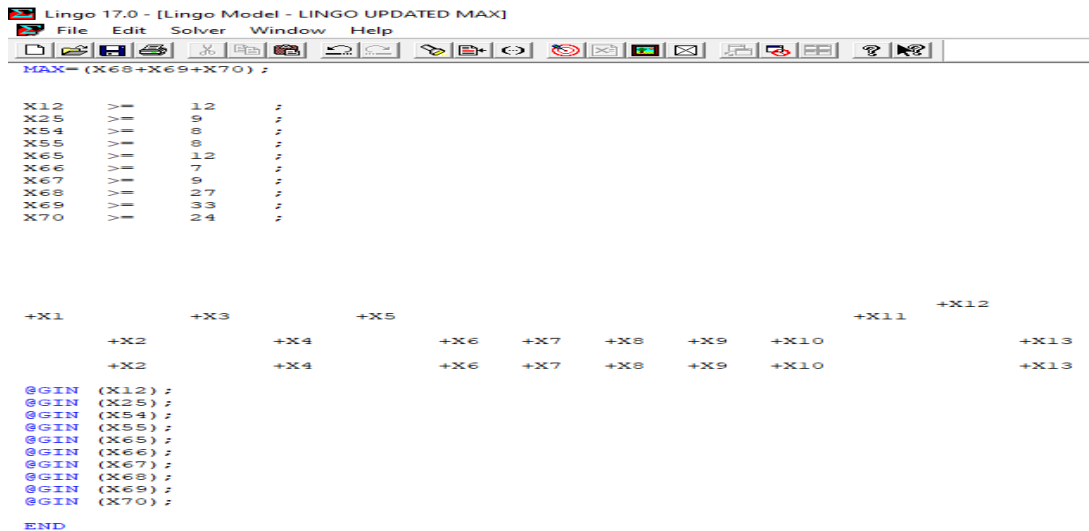 Lingo 17.0 - [Lingo Model - LINGO UPDATED MAX]
File Edit Solver Window Help
MAX=(X68+X69+X70);
X12 >= 12 ;
X25 >= 9 ;
X54 >= 8 ;
X55 >= 8 ;
X65 >= 12 ;
X66 >= 7 ;
X67 >= 9 ;
X68 >= 27 ;
X69 >= 33 ;
X70 >= 24 ;
+X12
+X1 +X3 +X5 +X11
+X2 +X4 +X6 +X7 +X8 +X9 +X10 +X13
+X2 +X4 +X6 +X7 +X8 +X9 +X10 +X13
@GIN (X12);
@GIN (X25);
@GIN (X54);
@GIN (X55);
@GIN (X65);
@GIN (X66);
@GIN (X67);
@GIN (X68);
@GIN (X69);
@GIN (X70);
END